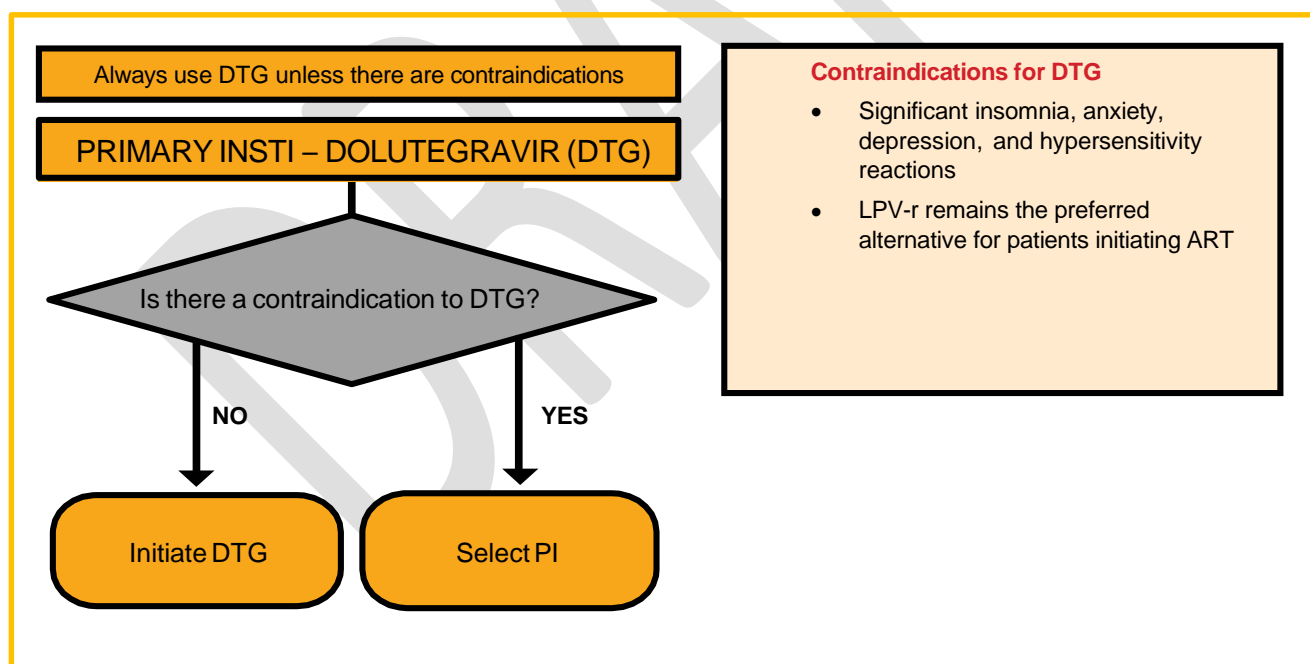 Always use DTG unless there are contraindications
PRIMARY INSTI – DOLUTEGRAVIR (DTG)
Is there a contraindication to DTG?
NO
YES
Initiate DTG
Select PI
Contraindications for DTG
• Significant insomnia, anxiety,
depression, and hypersensitivity
reactions
• LPV-r remains the preferred
alternative for patients initiating ART